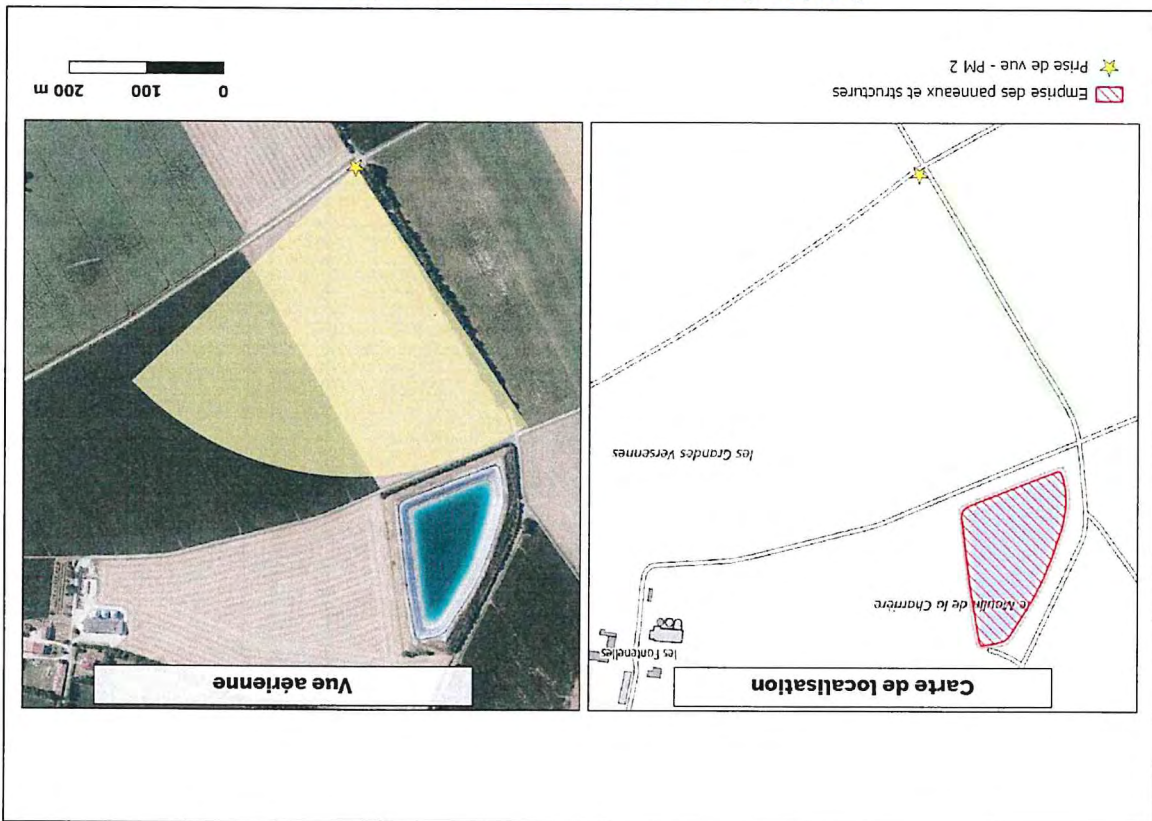 Carte de localisation
Vue aérienne
les Fontenelles
le Moulin de la Charrière
les Grandes Versennes
Emprise des panneaux et structures
Prise de vue - PM 2
0 100 200 m